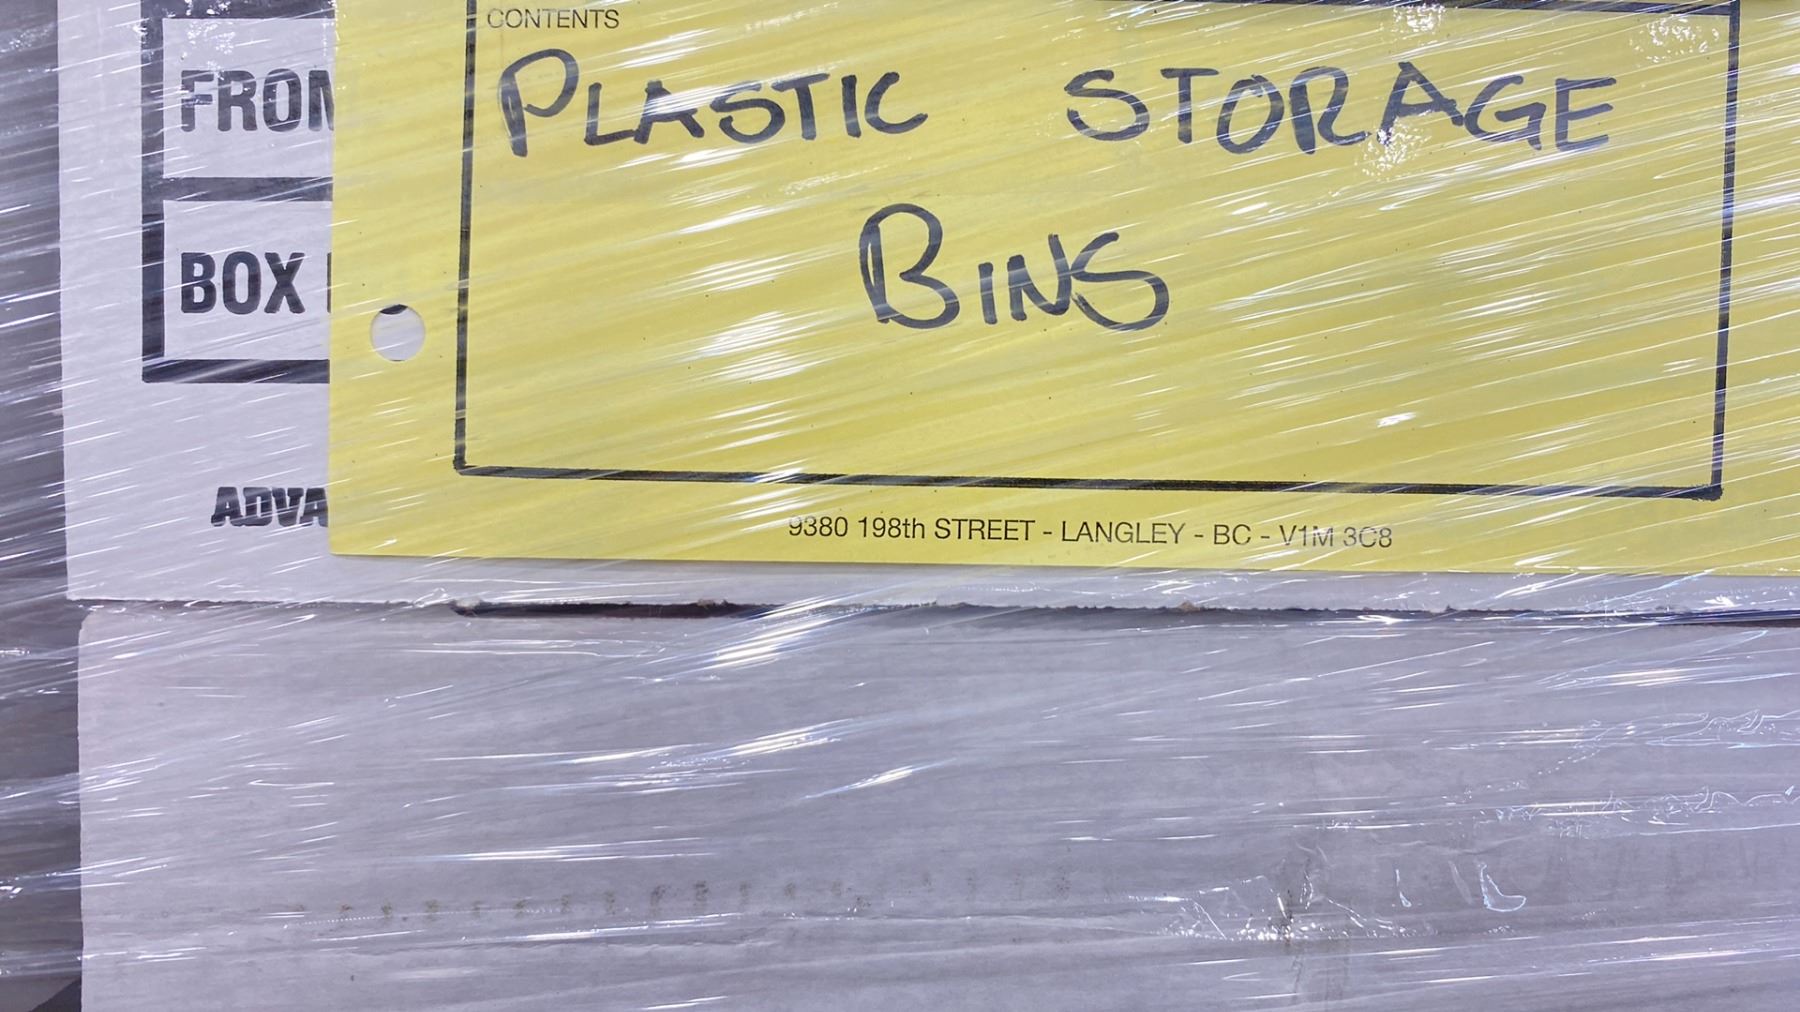 CONTENTS
PLASTIC STORAGE
BINS
FROM
BOX
ADVA
9380 198th STREET - LANGLEY - BC - V1M 3C8